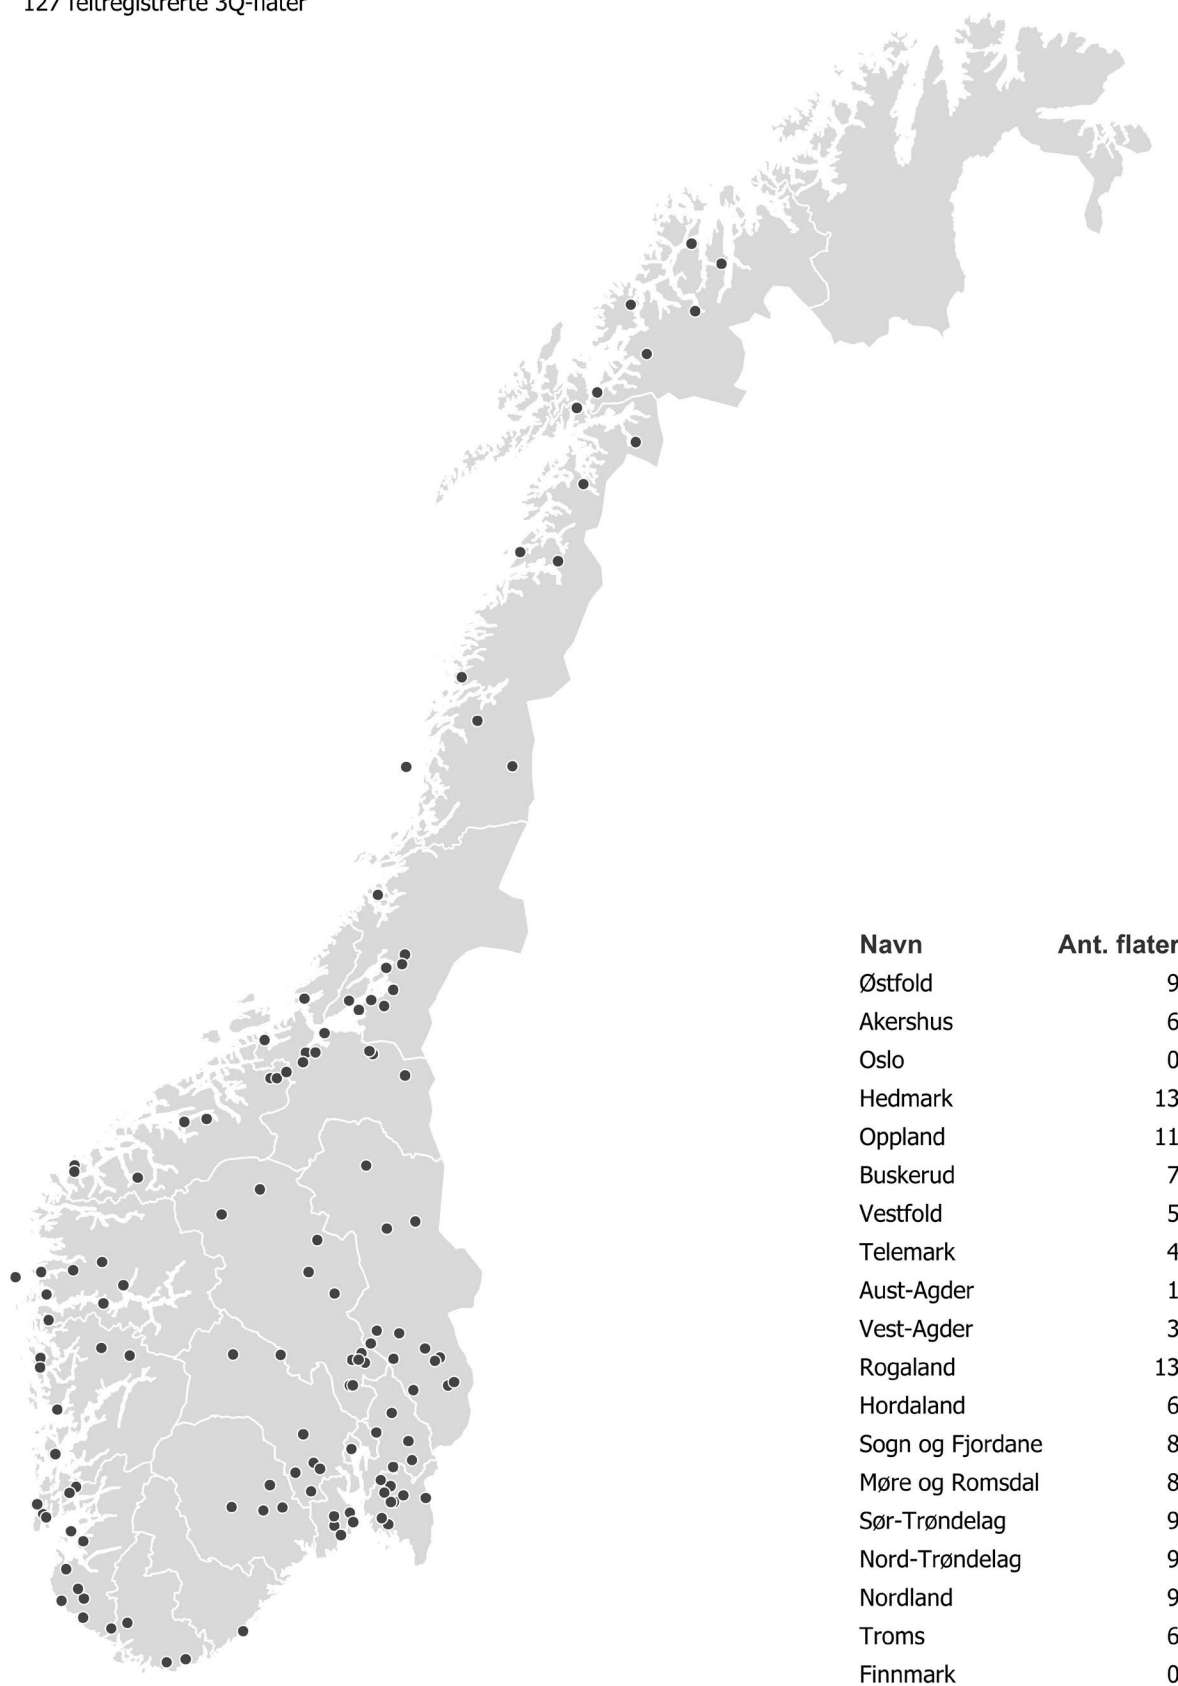 127 feltregistrerte 3Q-flater
Navn Ant. flater
Østfold 9
Akershus 6
Oslo 0
Hedmark 13
Oppland 11
Buskerud 7
Vestfold 5
Telemark 4
Aust-Agder 1
Vest-Agder 3
Rogaland 13
Hordaland 6
Sogn og Fjordane 8
Møre og Romsdal 8
Sør-Trøndelag 9
Nord-Trøndelag 9
Nordland 9
Troms 6
Finnmark 0